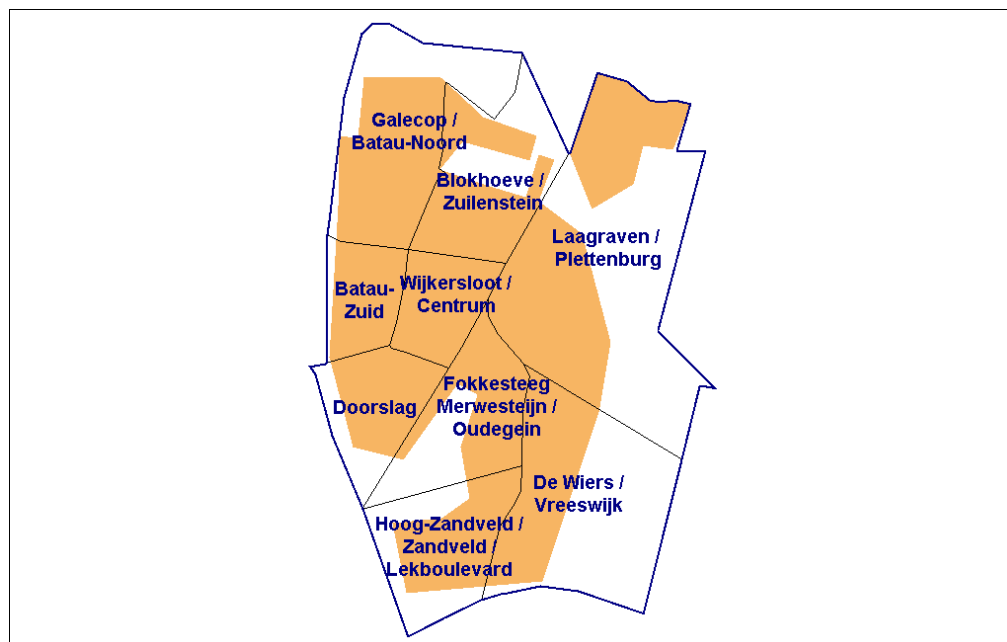 Galecop /
Batau-Noord
Blokhoeve /
Zuilenstein
Laagraven /
Plettenburg
Batau-
Zuid
Wijkersloot /
Centrum
Doorslag
Fokkesteeg
Merwesteijn /
Oudegein
De Wiers /
Vreeswijk
Hoog-Zandveld /
Zandveld /
Lekboulevard